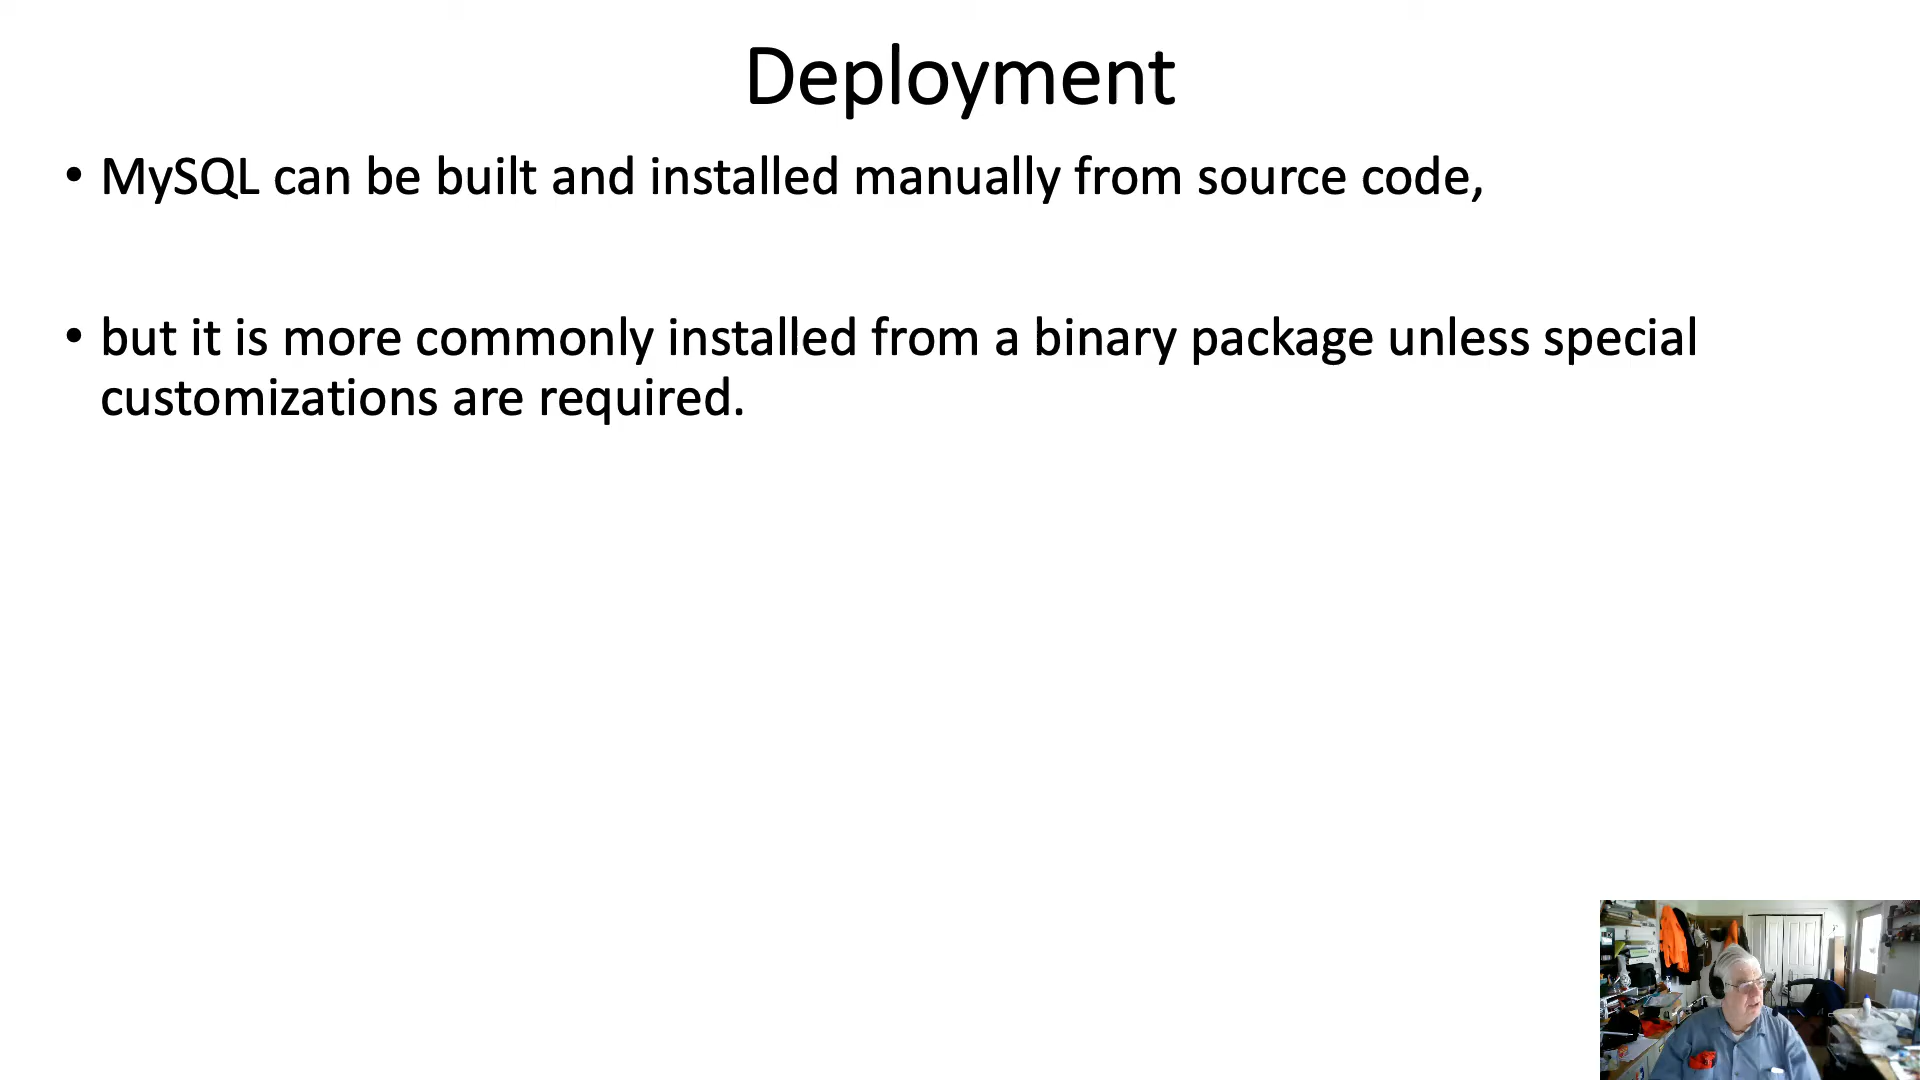 Deployment
• MySQL can be built and installed manually from source code,
• but it is more commonly installed from a binary package unless special
customizations are required.